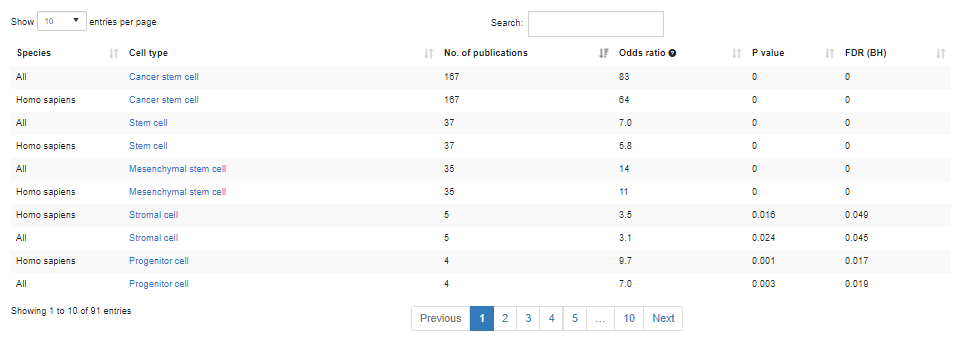 Show 10 entries per page Search:
Species Cell type No. of publications Odds ratio P value FDR (BH)
All Cancer stem cell 167 83 0 0
Homo sapiens Cancer stem cell 167 64 0 0
All Stem cell 37 7.0 0 0
Homo sapiens Stem cell 37 5.8 0 0
All Mesenchymal stem cell 35 14 0 0
Homo sapiens Mesenchymal stem cell 35 11 0 0
Homo sapiens Stromal cell 5 3.5 0.016 0.049
All Stromal cell 5 3.1 0.024 0.045
Homo sapiens Progenitor cell 4 9.7 0.001 0.017
All Progenitor cell 4 7.0 0.003 0.019
Showing 1 to 10 of 91 entries Previous 1 2 3 4 5 ... 10 Next